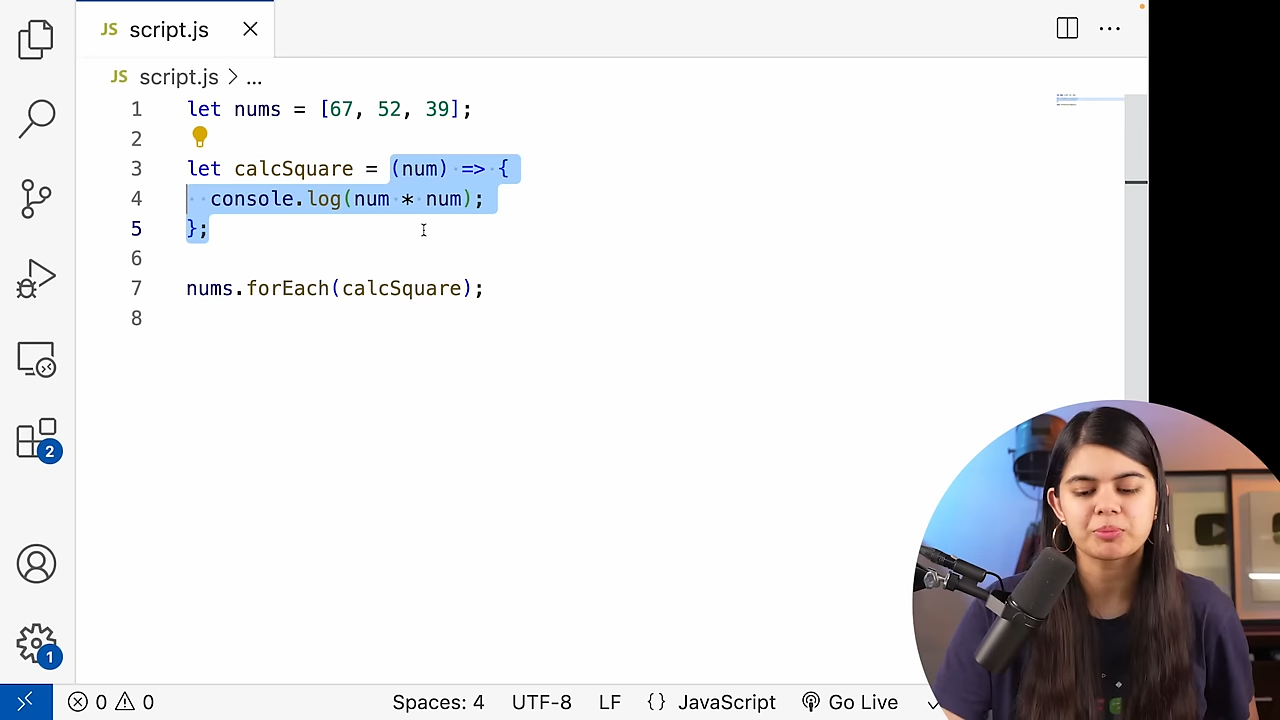 JS script.js
JS script.js > ...
1 let nums = [67, 52, 39];
2
3 let calcSquare = (num) => {
4 console.log(num * num);
5 };
6
7 nums.forEach(calcSquare);
8
2
1
0 0 Spaces: 4 UTF-8 LF {} JavaScript Go Live